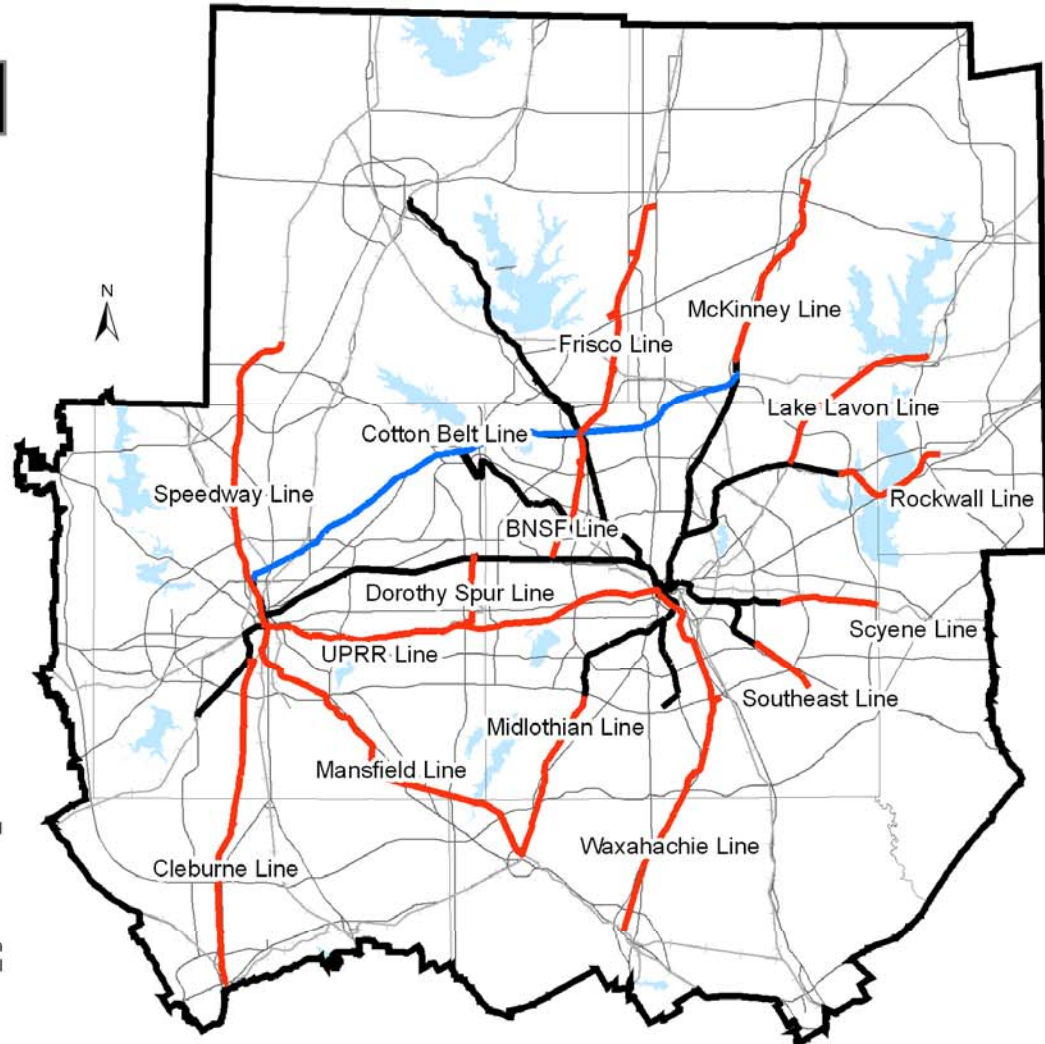 N
McKinney Line
Frisco Line
Lake Lavon Line
Cotton Belt Line
Speedway Line
Rockwall Line
BNSF Line
Dorothy Spur Line
Scyene Line
UPRR Line
Southeast Line
Midlothian Line
Mansfield Line
Waxahachie Line
Cleburne Line